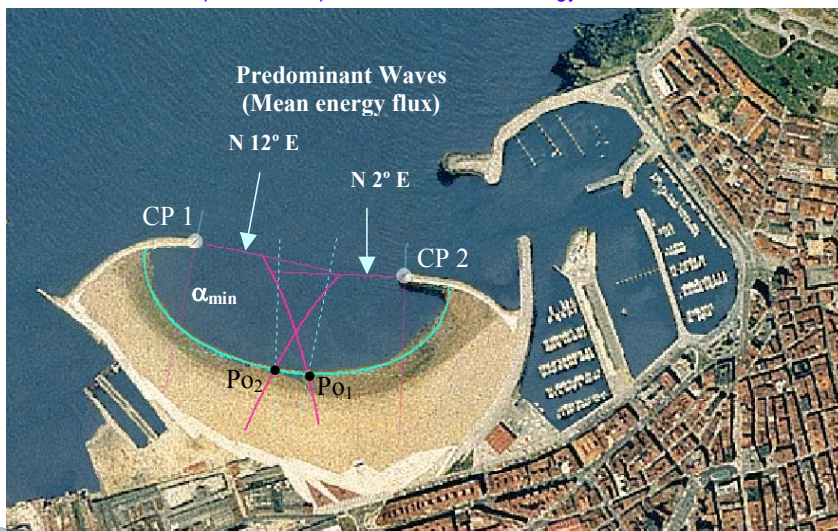 Predominant Waves
(Mean energy flux)
N 12º E
N 2º E
CP 1
CP 2
αmin
Po₂
Po₁